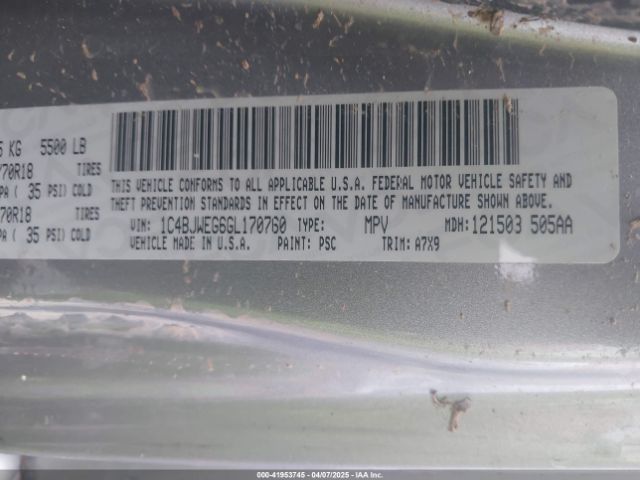 5 KG 5500 LB
/70R18 TIRES
PA ( 35 PSI) COLD
70R18 TIRES
PA ( 35 PSI) COLD
THIS VEHICLE CONFORMS TO ALL APPLICABLE U.S.A. FEDERAL MOTOR VEHICLE SAFETY AND
THEFT PREVENTION STANDARDS IN EFFECT ON THE DATE OF MANUFACTURE SHOWN ABOVE.
VIN: 1C4BJWEG6GL170760 TYPE: MPV MDH: 121503 505AA
VEHICLE MADE IN U.S.A. PAINT: PSC TRIM: A7X9
000-41953745 - 04/07/2025 - IAA Inc.